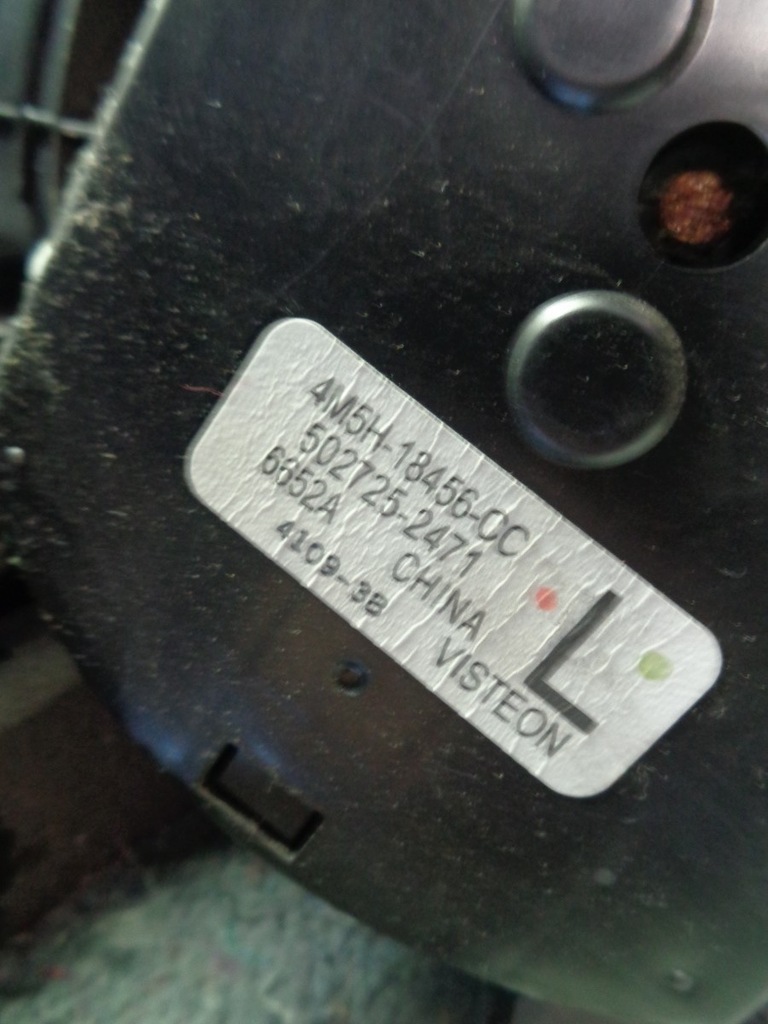 4M5H-18456-CC
502725-2471
6652A CHINA
4109-3B VISTEON
L